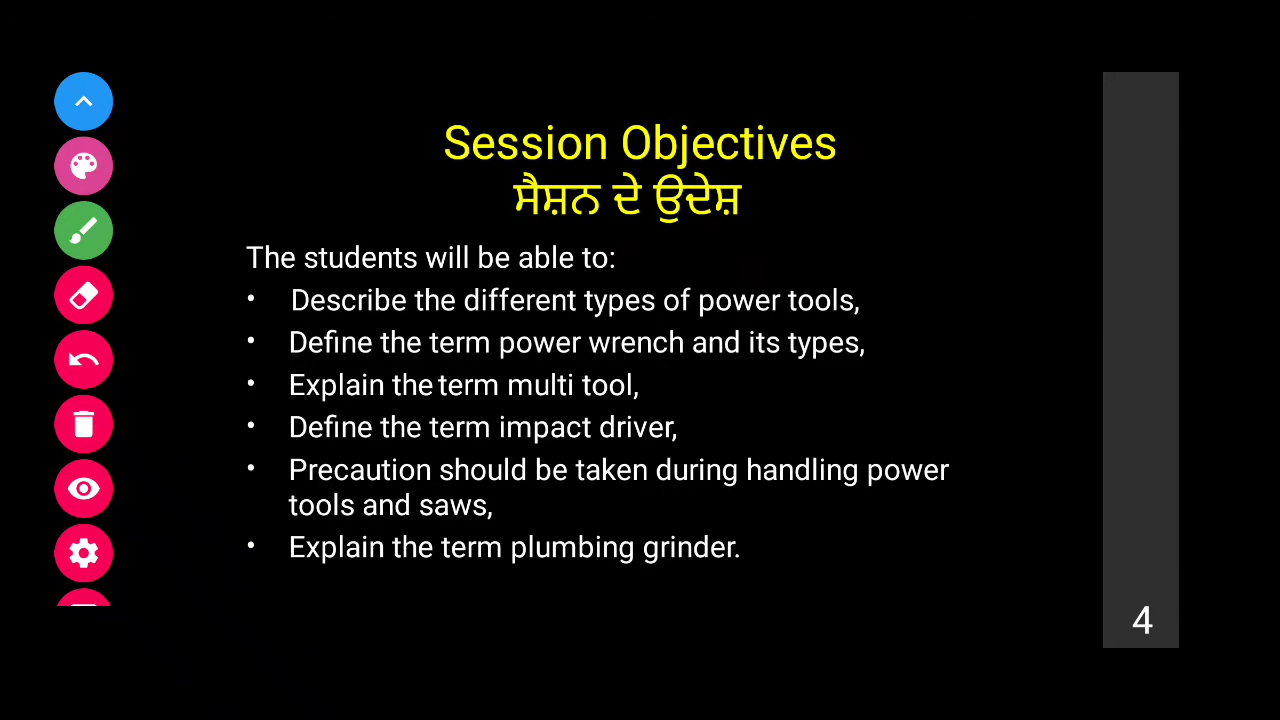 Session Objectives
ਸੈਸ਼ਨ ਦੇ ਉਦੇਸ਼
The students will be able to:
• Describe the different types of power tools,
• Define the term power wrench and its types,
• Explain the term multi tool,
• Define the term impact driver,
• Precaution should be taken during handling power
tools and saws,
• Explain the term plumbing grinder.
4